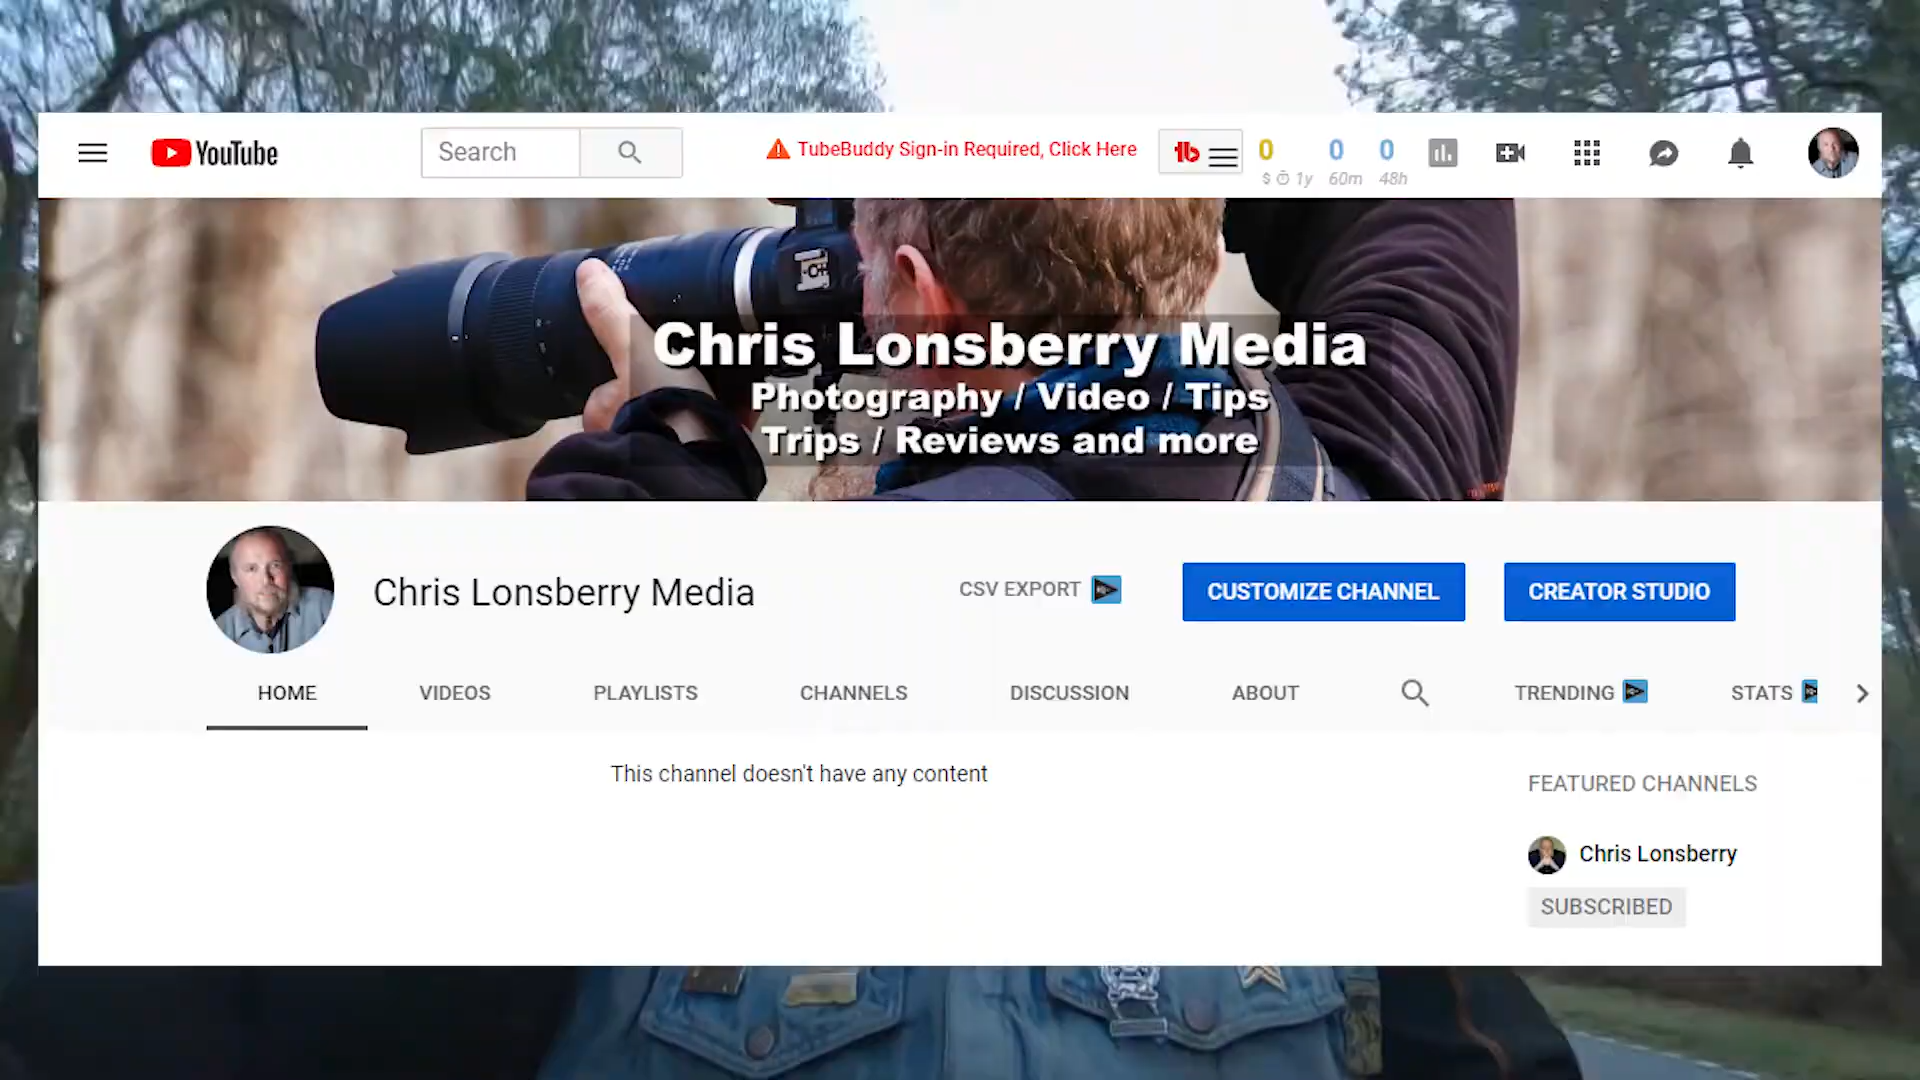 YouTube
Search
TubeBuddy Sign-in Required, Click Here
tb
0 0 0
$ 1y 60m 48h
Chris Lonsberry Media
Photography / Video / Tips
Trips / Reviews and more
Chris Lonsberry Media
CSV EXPORT
CUSTOMIZE CHANNEL
CREATOR STUDIO
HOME VIDEOS PLAYLISTS CHANNELS DISCUSSION ABOUT TRENDING STATS
This channel doesn't have any content
FEATURED CHANNELS
Chris Lonsberry
SUBSCRIBED